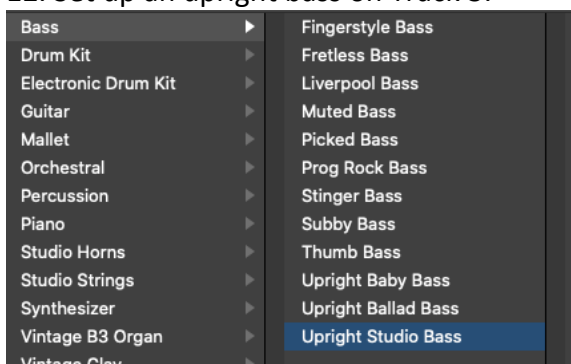 Bass
Drum Kit
Electronic Drum Kit
Guitar
Mallet
Orchestral
Percussion
Piano
Studio Horns
Studio Strings
Synthesizer
Vintage B3 Organ
Fingerstyle Bass
Fretless Bass
Liverpool Bass
Muted Bass
Picked Bass
Prog Rock Bass
Stinger Bass
Subby Bass
Thumb Bass
Upright Baby Bass
Upright Ballad Bass
Upright Studio Bass